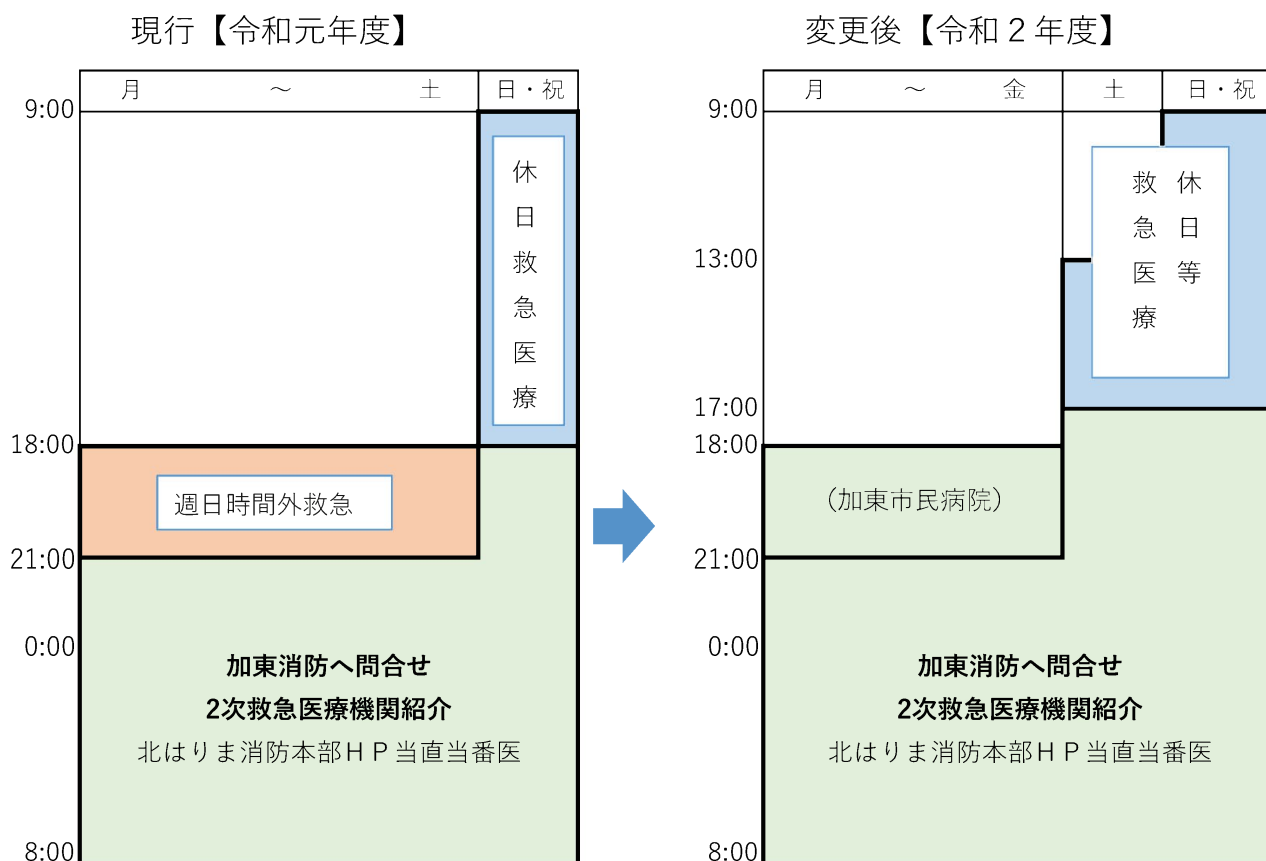 現行【令和元年度】
月 ～ 土 日・祝
9:00
休日救急医療
18:00
週日時間外救急
21:00
0:00
加東消防へ問合せ
2次救急医療機関紹介
北はりま消防本部ＨＰ当直当番医
8:00
変更後【令和２年度】
月 ～ 金 土 日・祝
9:00
休日等
救急医療
13:00
17:00
18:00
（加東市民病院）
21:00
0:00
加東消防へ問合せ
2次救急医療機関紹介
北はりま消防本部ＨＰ当直当番医
8:00